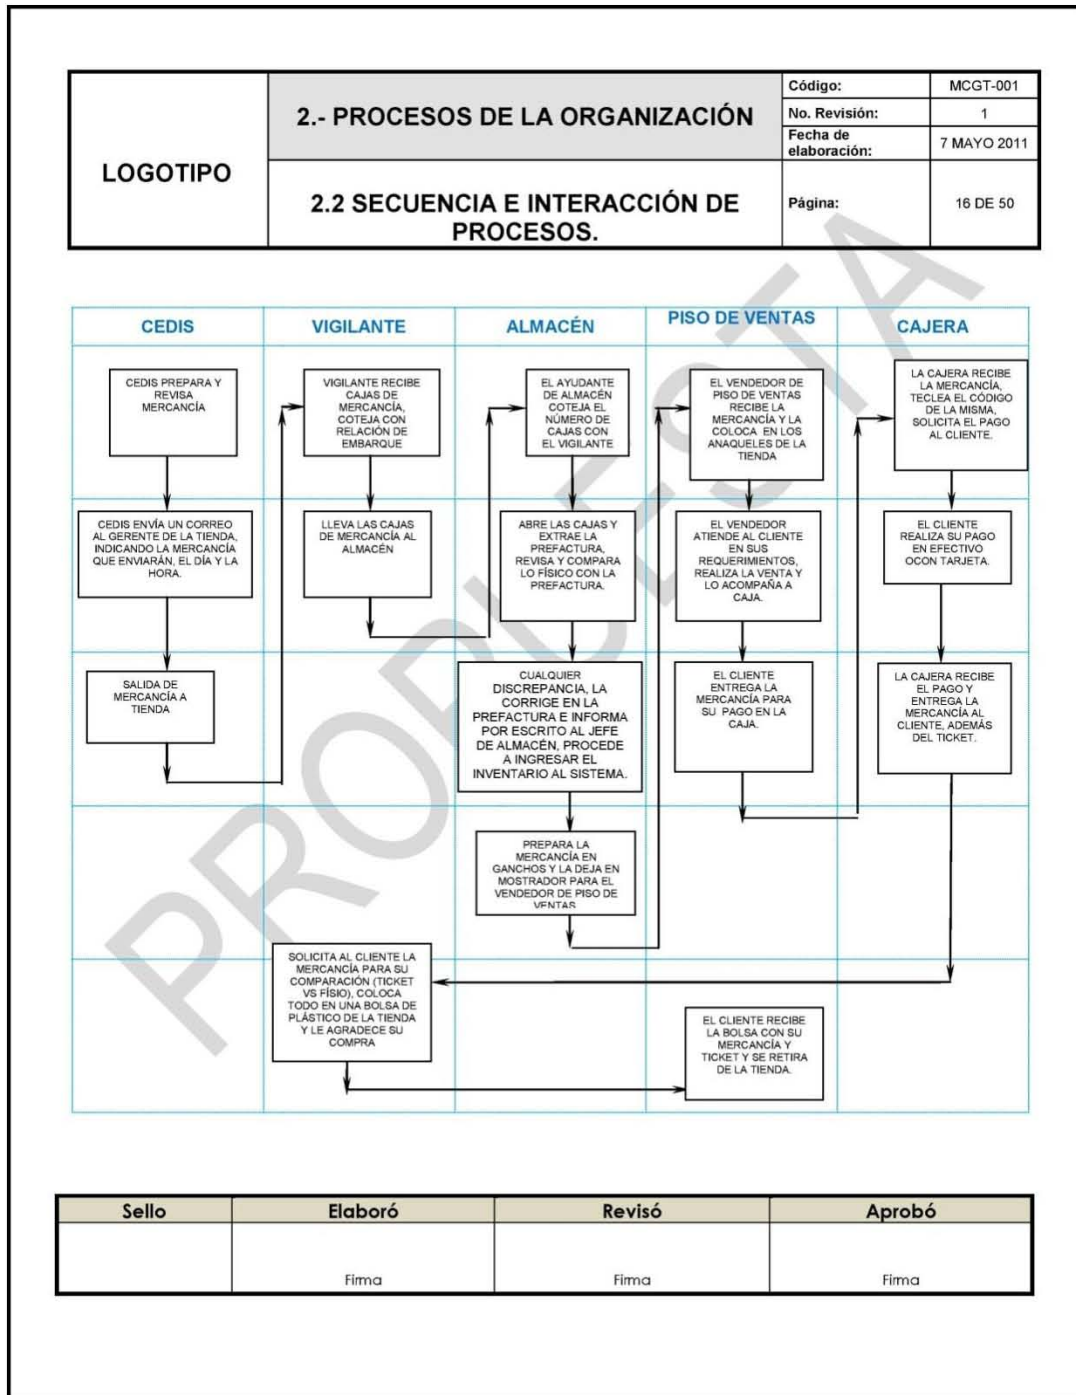 LOGOTIPO
2.- PROCESOS DE LA ORGANIZACIÓN
Código:
MCGT-001
No. Revisión:
1
Fecha de
elaboración:
7 MAYO 2011
2.2 SECUENCIA E INTERACCIÓN DE
PROCESOS.
Página:
16 DE 50
PROPUESTA
CEDIS
VIGILANTE
ALMACÉN
PISO DE VENTAS
CAJERA
CEDIS PREPARA Y
REVISA
MERCANCÍA
CEDIS ENVÍA UN CORREO
AL GERENTE DE LA TIENDA,
INDICANDO LA MERCANCÍA
QUE ENVIARÁN, EL DÍA Y LA
HORA.
SALIDA DE
MERCANCÍA A
TIENDA
VIGILANTE RECIBE
CAJAS DE
MERCANCÍA,
COTEJA CON
RELACIÓN DE
EMBARQUE
LLEVA LAS CAJAS
DE MERCANCÍA AL
ALMACÉN
EL AYUDANTE
DE ALMACÉN
COTEJA EL
NÚMERO DE
CAJAS CON
EL VIGILANTE
ABRE LAS CAJAS Y
EXTRAE LA
PREFACTURA,
REVISA Y COMPARA
LO FÍSICO CON LA
PREFACTURA.
CUALQUIER
DISCREPANCIA, LA
CORRIGE EN LA
PREFACTURA E INFORMA
POR ESCRITO AL JEFE
DE ALMACÉN, PROCEDE
A INGRESAR EL
INVENTARIO AL SISTEMA.
PREPARA LA
MERCANCÍA EN
GANCHOS Y LA DEJA EN
MOSTRADOR PARA EL
VENDEDOR DE PISO DE
VENTAS
EL VENDEDOR DE
PISO DE VENTAS
RECIBE LA
MERCANCÍA Y LA
COLOCA EN LOS
ANAQUELES DE LA
TIENDA
EL VENDEDOR
ATIENDE AL CLIENTE
EN SUS
REQUERIMIENTOS,
REALIZA LA VENTA Y
LO ACOMPAÑA A
CAJA.
EL CLIENTE
ENTREGA LA
MERCANCÍA PARA
SU PAGO EN LA
CAJA.
LA CAJERA RECIBE
LA MERCANCÍA,
TECLEA EL CÓDIGO
DE LA MISMA,
SOLICITA EL PAGO
AL CLIENTE.
EL CLIENTE
REALIZA SU PAGO
EN EFECTIVO
OCON TARJETA.
LA CAJERA RECIBE
EL PAGO Y
ENTREGA LA
MERCANCÍA AL
CLIENTE, ADEMÁS
DEL TICKET.
SOLICITA AL CLIENTE LA
MERCANCÍA PARA SU
COMPARACIÓN (TICKET
VS FÍSIO), COLOCA
TODO EN UNA BOLSA DE
PLÁSTICO DE LA TIENDA
Y LE AGRADECE SU
COMPRA
EL CLIENTE RECIBE
LA BOLSA CON SU
MERCANCÍA Y
TICKET Y SE RETIRA
DE LA TIENDA.
Sello
Elaboró
Revisó
Aprobó
Firma
Firma
Firma